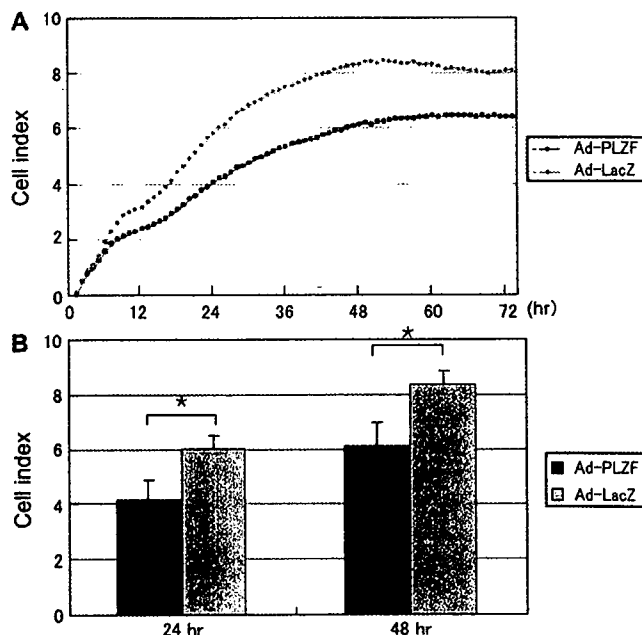 A
10
8
6
4
2
0
Cell index
0 12 24 36 48 60 72 (hr)
Ad-PLZF
Ad-LacZ
B
10
8
6
4
2
0
Cell index
* *
24 hr 48 hr
Ad-PLZF
Ad-LacZ